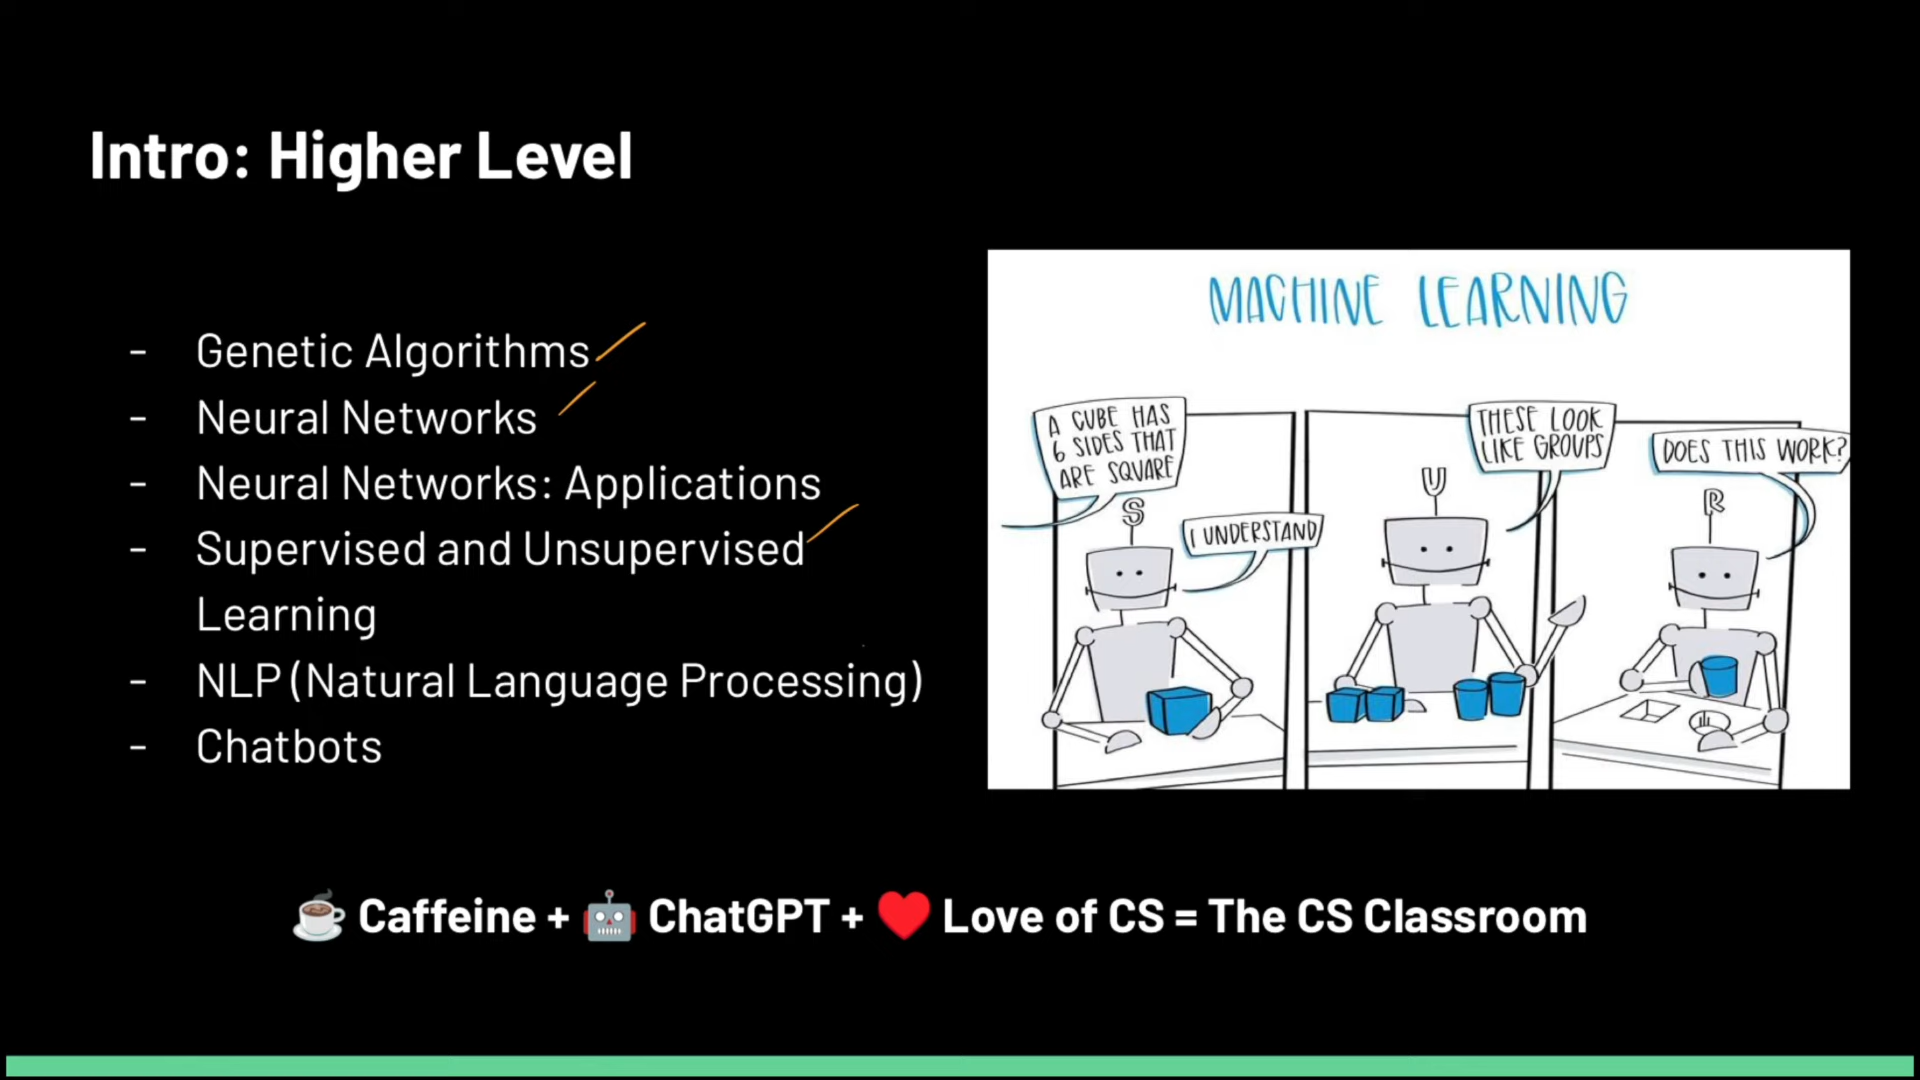 Intro: Higher Level
- Genetic Algorithms
- Neural Networks
- Neural Networks: Applications
- Supervised and Unsupervised
Learning
- NLP (Natural Language Processing)
- Chatbots
MACHINE LEARNING
A CUBE HAS
6 SIDES THAT
ARE SQUARE
S
I UNDERSTAND
U
THESE LOOK
LIKE GROUPS
R
DOES THIS WORK?
☕ Caffeine + 🤖 ChatGPT + ❤️ Love of CS = The CS Classroom